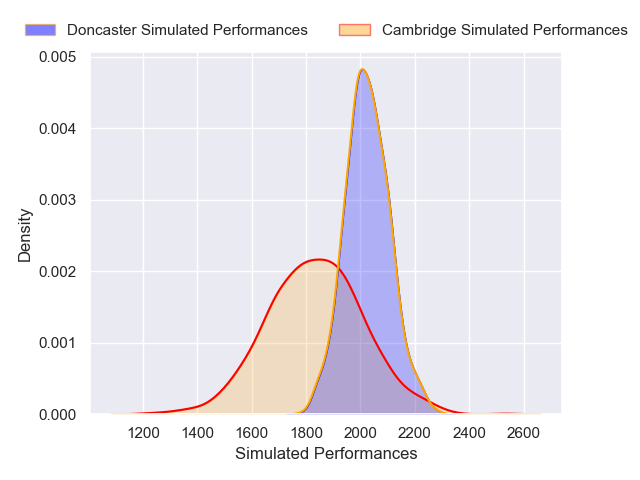 Doncaster Simulated Performances Cambridge Simulated Performances
0.005
0.004
0.003
0.002
0.001
0.000
Density
1200 1400 1600 1800 2000 2200 2400 2600
Simulated Performances